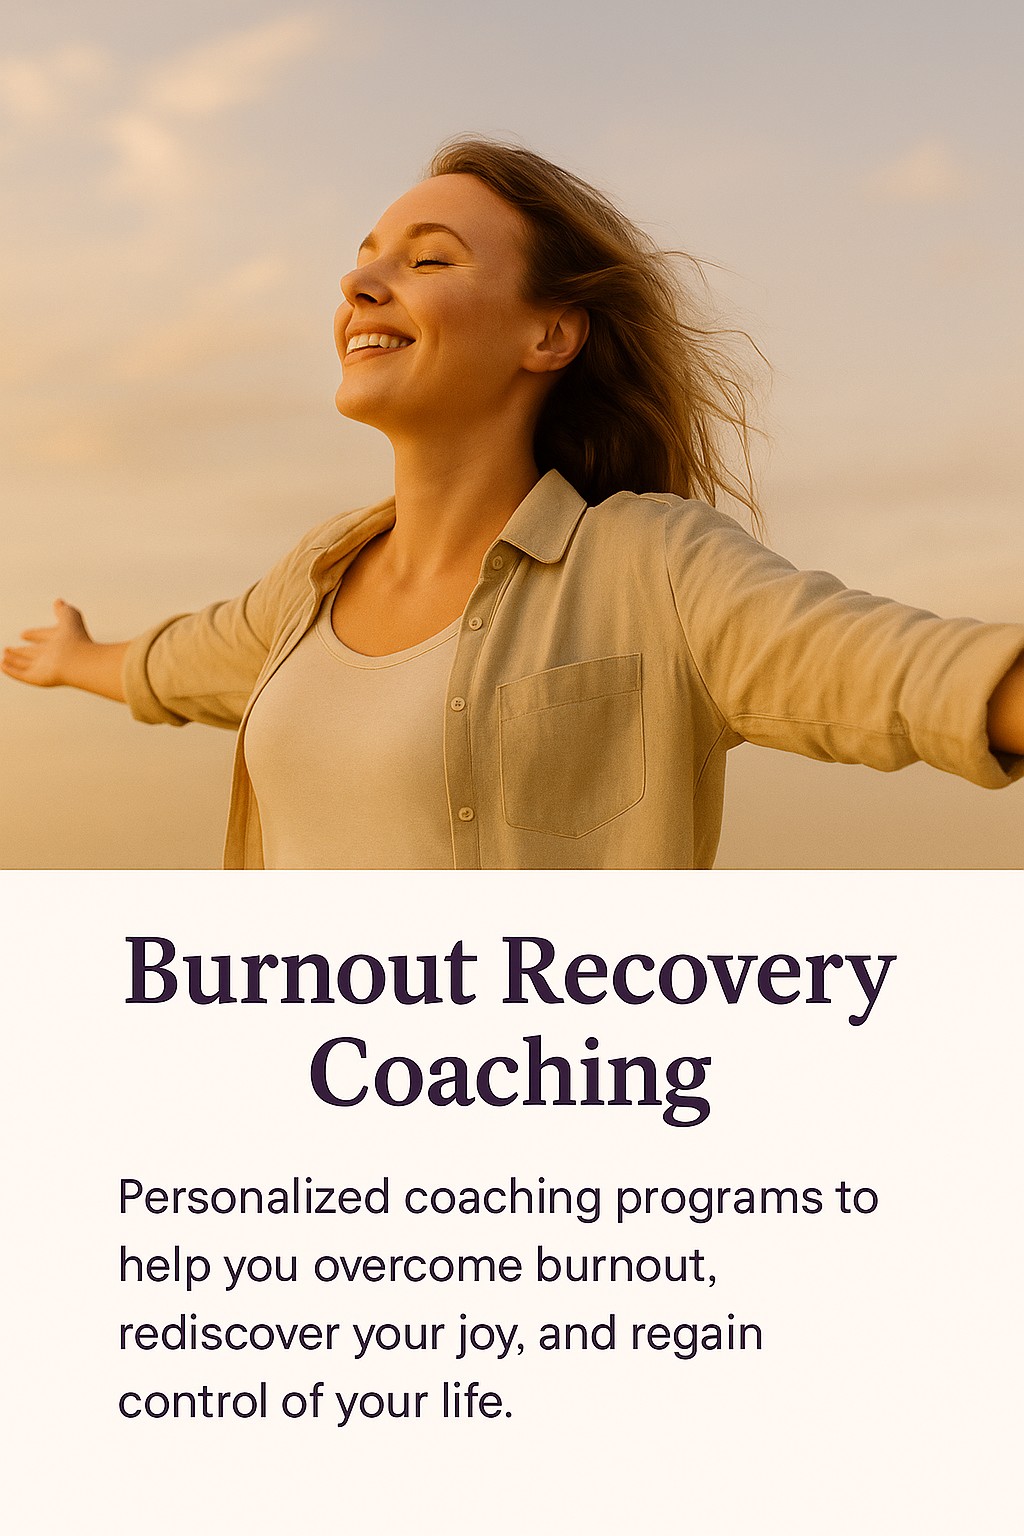 Burnout Recovery
Coaching
Personalized coaching programs to
help you overcome burnout,
rediscover your joy, and regain
control of your life.